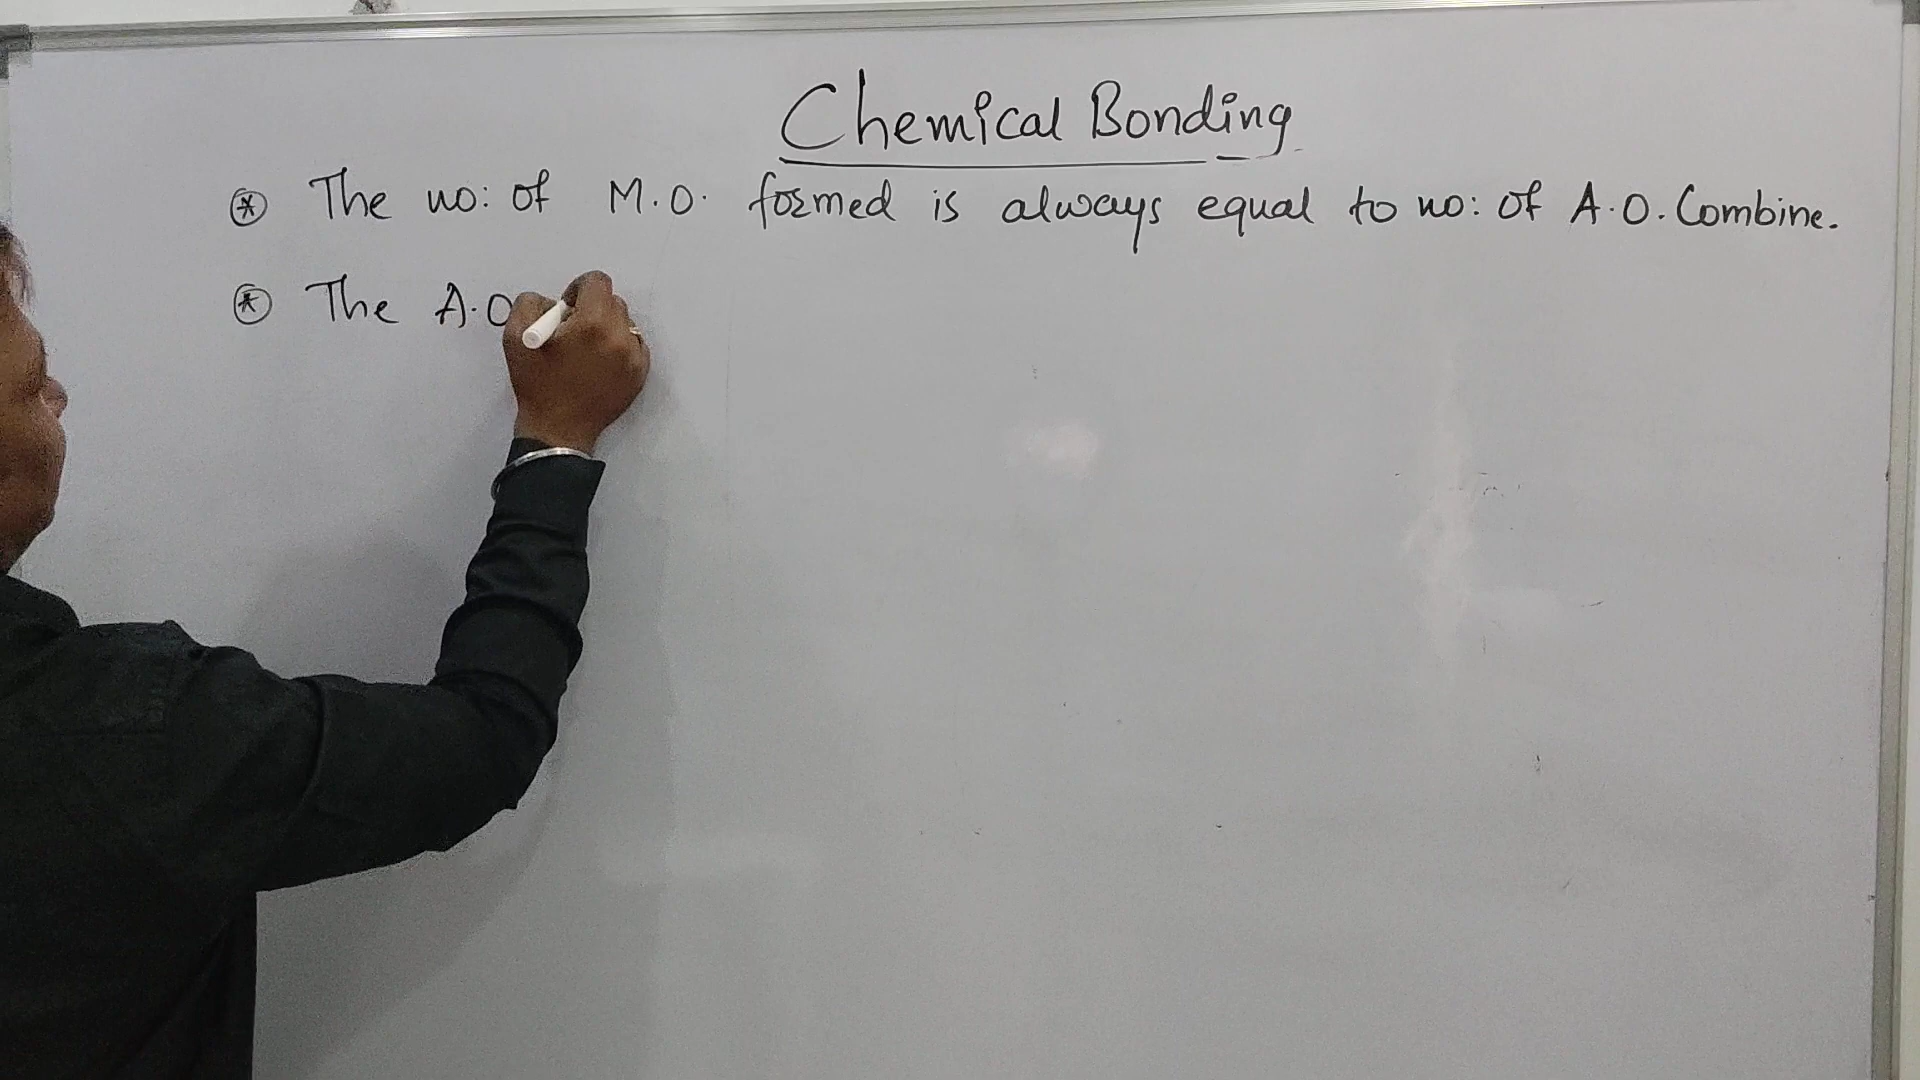 Chemical Bonding
⊛ The no: of M.O. formed is always equal to no: of A.O. Combine.
⊛ The A.O